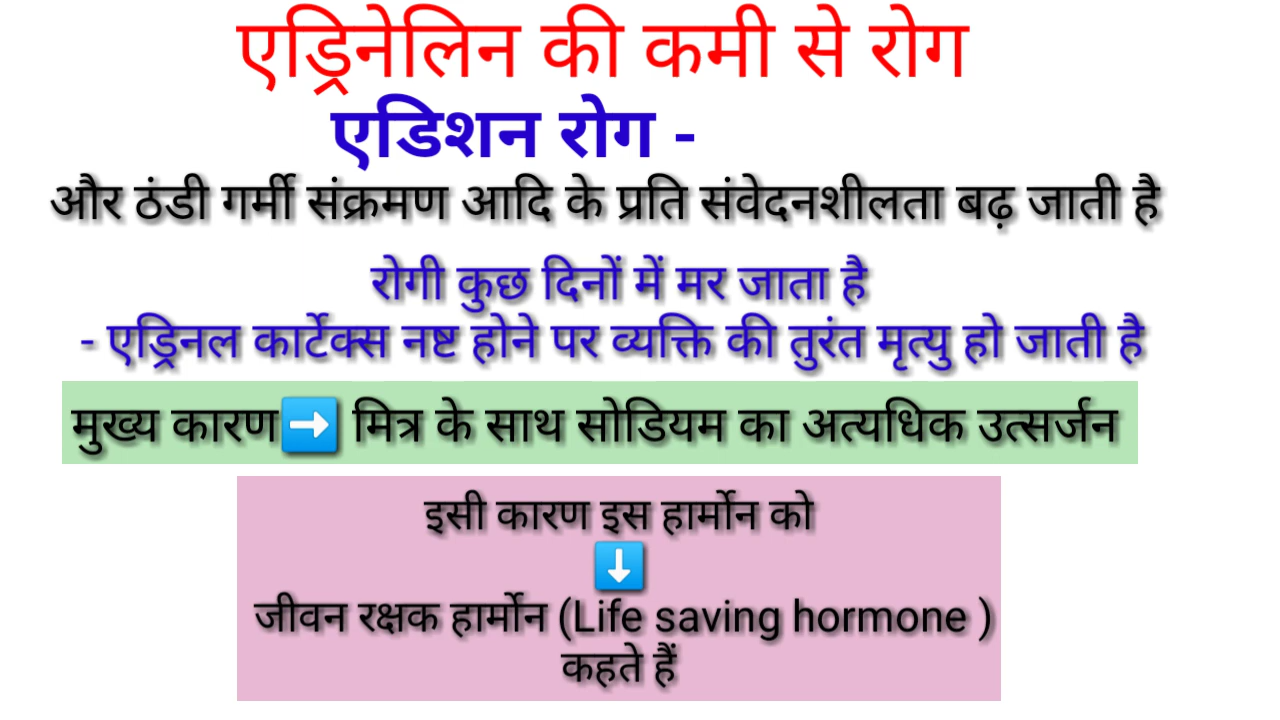 एड्रिनेलिन की कमी से रोग
एडिशन रोग -
और ठंडी गर्मी संक्रमण आदि के प्रति संवेदनशीलता बढ़ जाती है
रोगी कुछ दिनों में मर जाता है
- एड्रिनल कार्टेक्स नष्ट होने पर व्यक्ति की तुरंत मृत्यु हो जाती है
मुख्य कारण➡️ मित्र के साथ सोडियम का अत्यधिक उत्सर्जन
इसी कारण इस हार्मोन को
⬇️
जीवन रक्षक हार्मोन (Life saving hormone )
कहते हैं